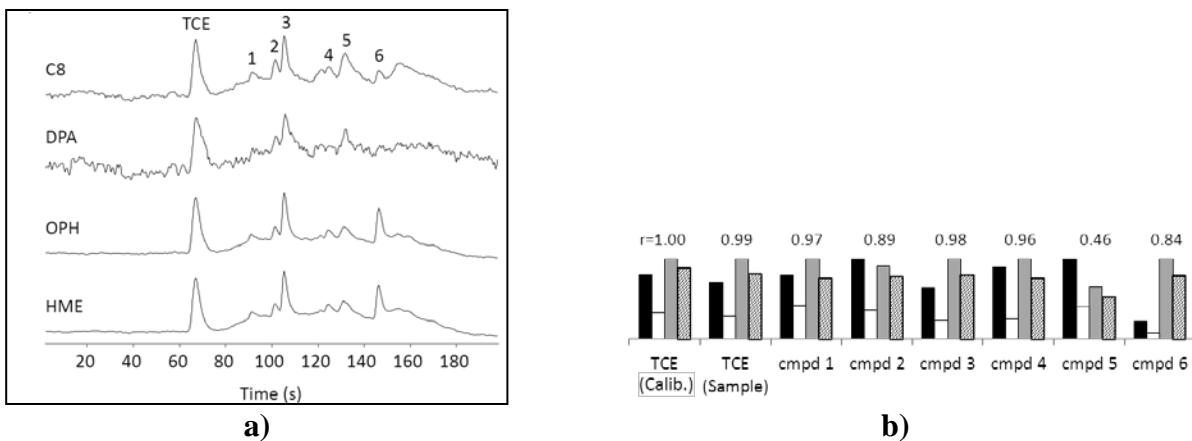 TCE
3
1
2
4
5
6
C8
DPA
OPH
HME
20 40 60 80 100 120 140 160 180
Time (s)
a)
r=1.00 0.99 0.97 0.89 0.98 0.96 0.46 0.84
TCE TCE cmpd 1 cmpd 2 cmpd 3 cmpd 4 cmpd 5 cmpd 6
(Calib.) (Sample)
b)